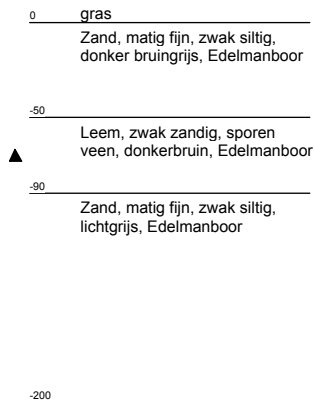 0 gras
Zand, matig fijn, zwak siltig,
donker bruingrijs, Edelmanboor
-50
Leem, zwak zandig, sporen
veen, donkerbruin, Edelmanboor
-90
Zand, matig fijn, zwak siltig,
lichtgrijs, Edelmanboor
-200